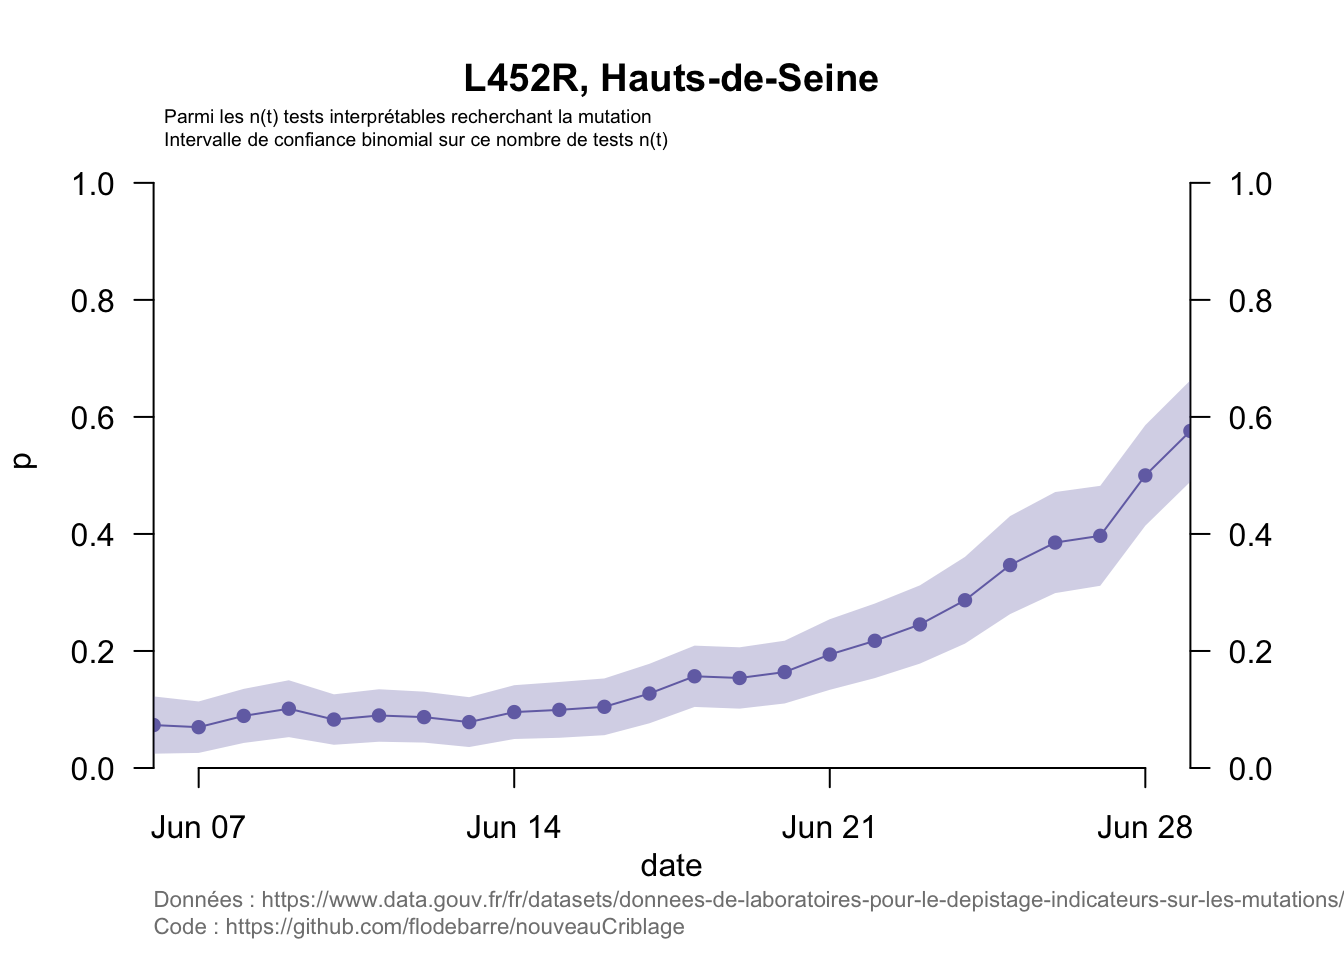 L452R, Hauts-de-Seine
Parmi les n(t) tests interprétables recherchant la mutation
Intervalle de confiance binomial sur ce nombre de tests n(t)
1.0 1.0
0.8 0.8
0.6 0.6
p
0.4 0.4
0.2 0.2
0.0 0.0
Jun 07 Jun 14 Jun 21 Jun 28
date
Données : https://www.data.gouv.fr/fr/datasets/donnees-de-laboratoires-pour-le-depistage-indicateurs-sur-les-mutations/
Code : https://github.com/flodebarre/nouveauCriblage